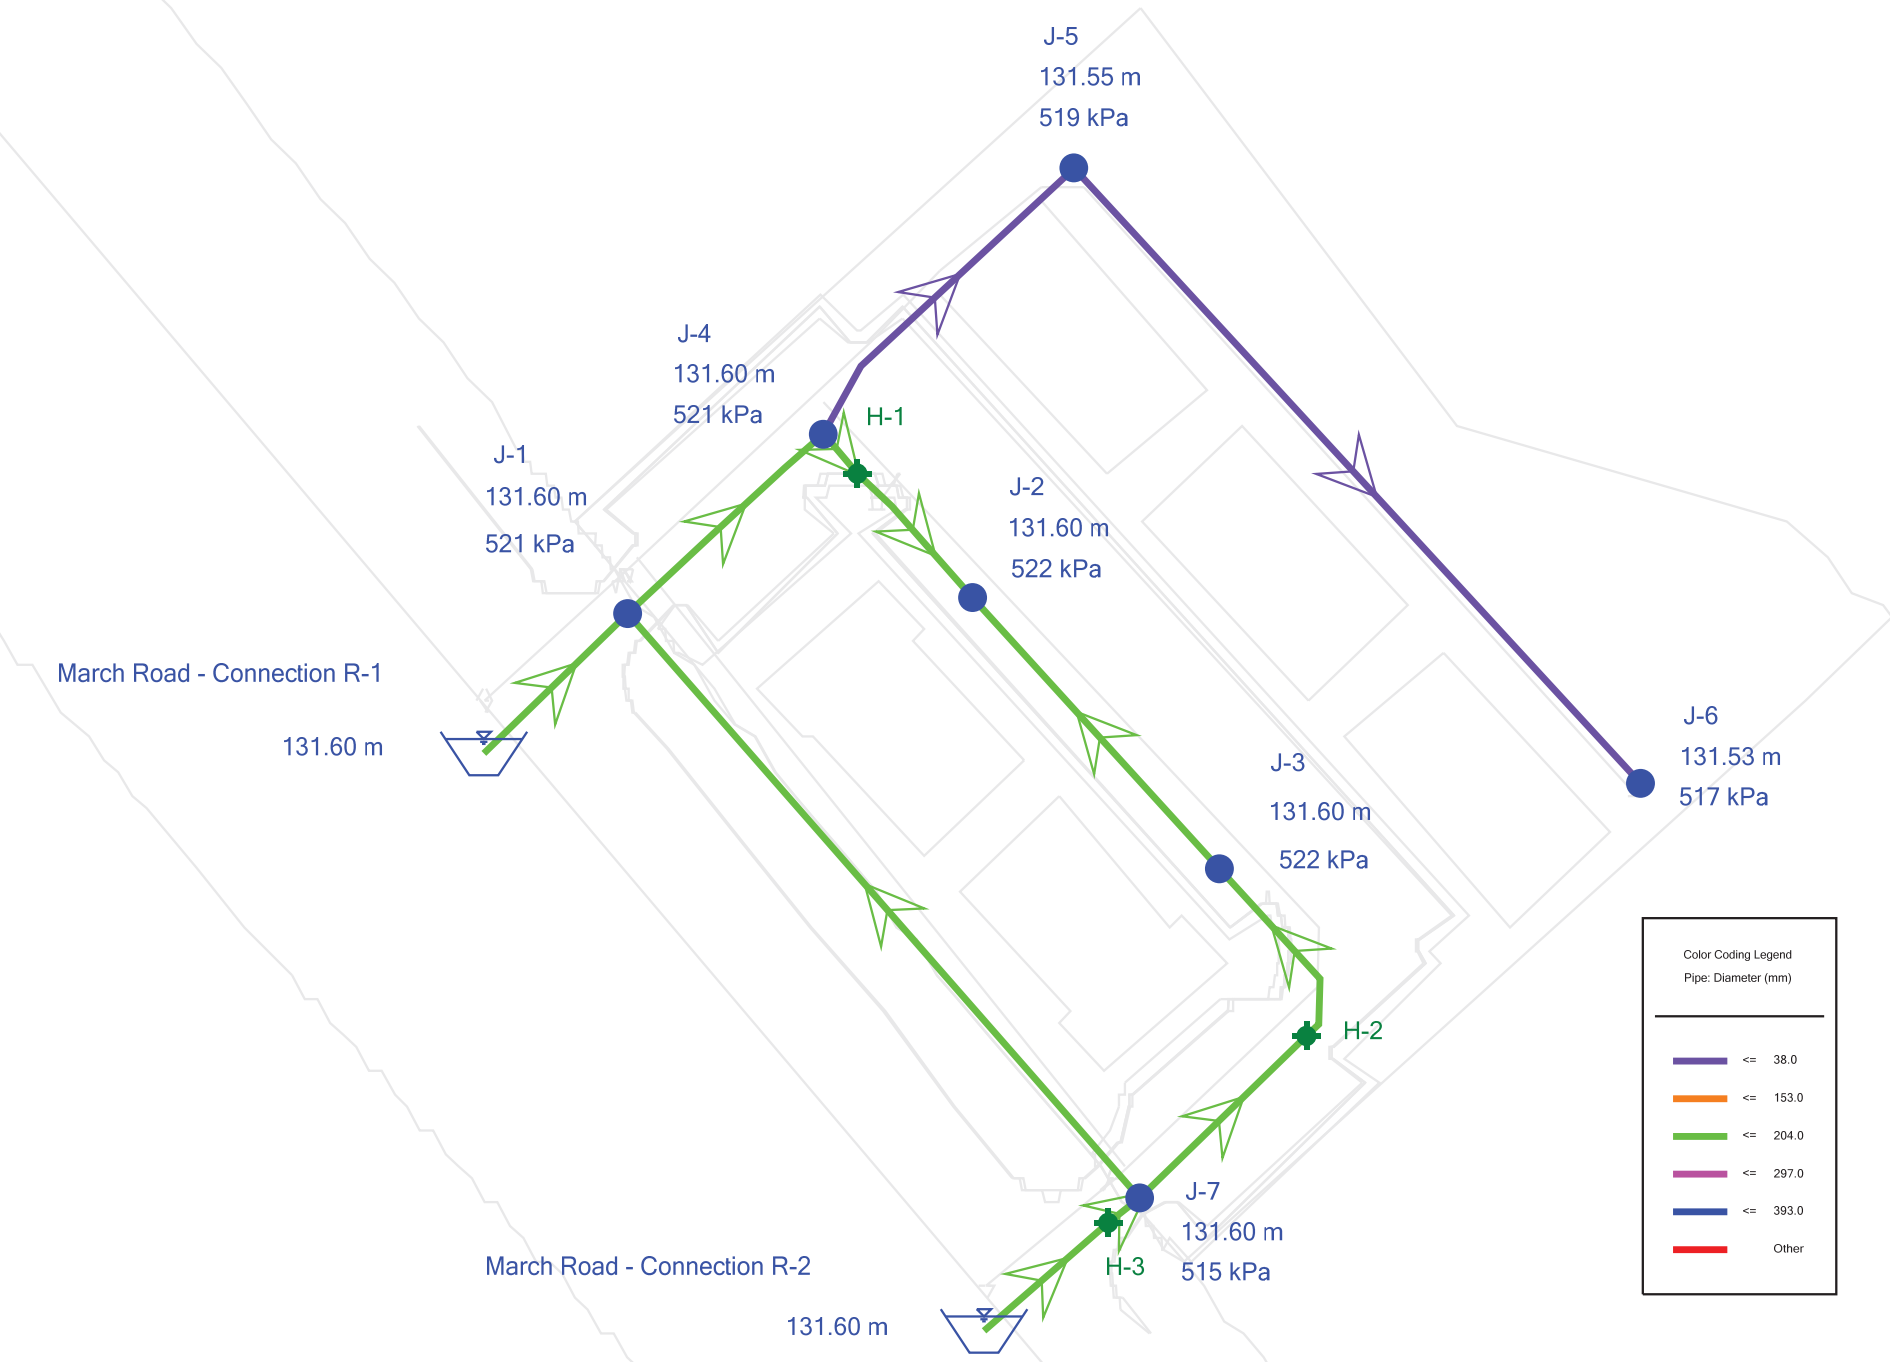 J-5
131.55 m
519 kPa
J-4
131.60 m
521 kPa
H-1
J-1
131.60 m
521 kPa
J-2
131.60 m
522 kPa
March Road - Connection R-1
131.60 m
J-6
131.53 m
517 kPa
J-3
131.60 m
522 kPa
H-2
J-7
131.60 m
515 kPa
H-3
March Road - Connection R-2
131.60 m
Color Coding Legend
Pipe: Diameter (mm)
<= 38.0
<= 153.0
<= 204.0
<= 297.0
<= 393.0
Other